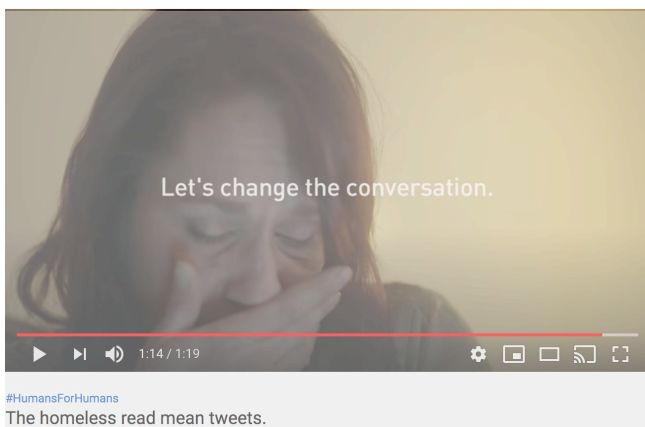 Let's change the conversation.
1:14 / 1:19
#HumansForHumans
The homeless read mean tweets.